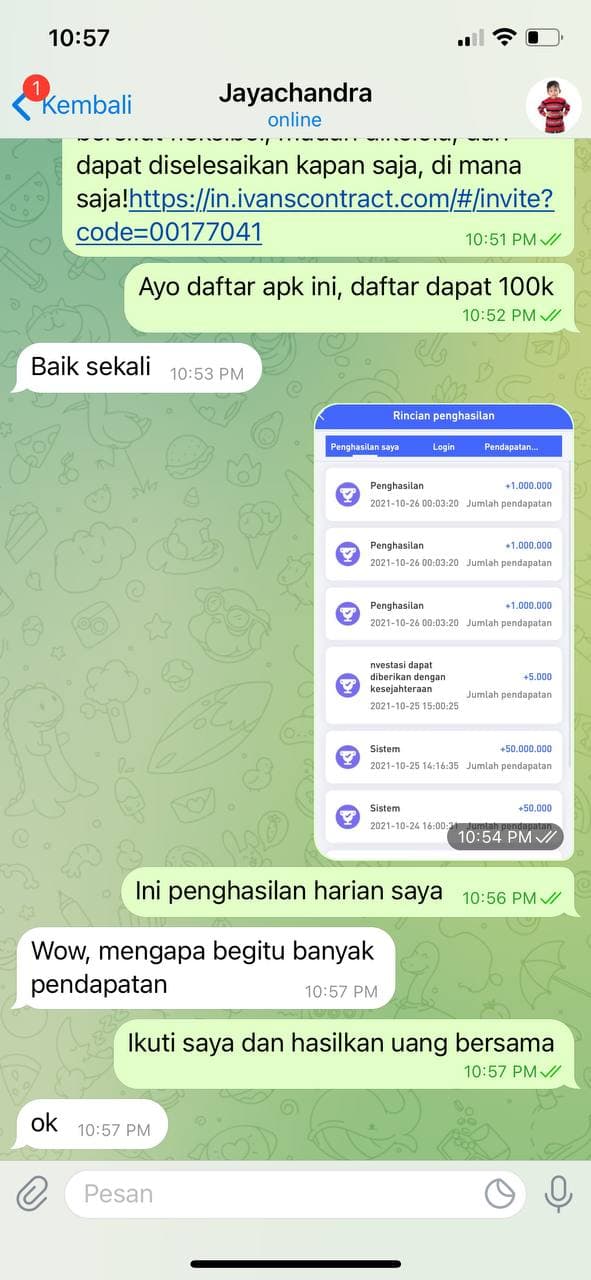 10:57
1
Kembali
Jayachandra
online
dapat diselesaikan kapan saja, di mana
saja!https://in.ivanscontract.com/#/invite?
code=00177041
10:51 PM
Ayo daftar apk ini, daftar dapat 100k
10:52 PM
Baik sekali 10:53 PM
Rincian penghasilan
Penghasilan saya Login Pendapatan...
Penghasilan +1.000.000
2021-10-26 00:03:20 Jumlah pendapatan
Penghasilan +1.000.000
2021-10-26 00:03:20 Jumlah pendapatan
Penghasilan +1.000.000
2021-10-26 00:03:20 Jumlah pendapatan
nvestasi dapat
diberikan dengan +5.000
kesejahteraan Jumlah pendapatan
2021-10-25 15:00:25
Sistem +50.000.000
2021-10-25 14:16:35 Jumlah pendapatan
Sistem +50.000
2021-10-24 Jumlah pendapatan
10:54 PM
Ini penghasilan harian saya 10:56 PM
Wow, mengapa begitu banyak
pendapatan 10:57 PM
Ikuti saya dan hasilkan uang bersama
10:57 PM
ok 10:57 PM
Pesan